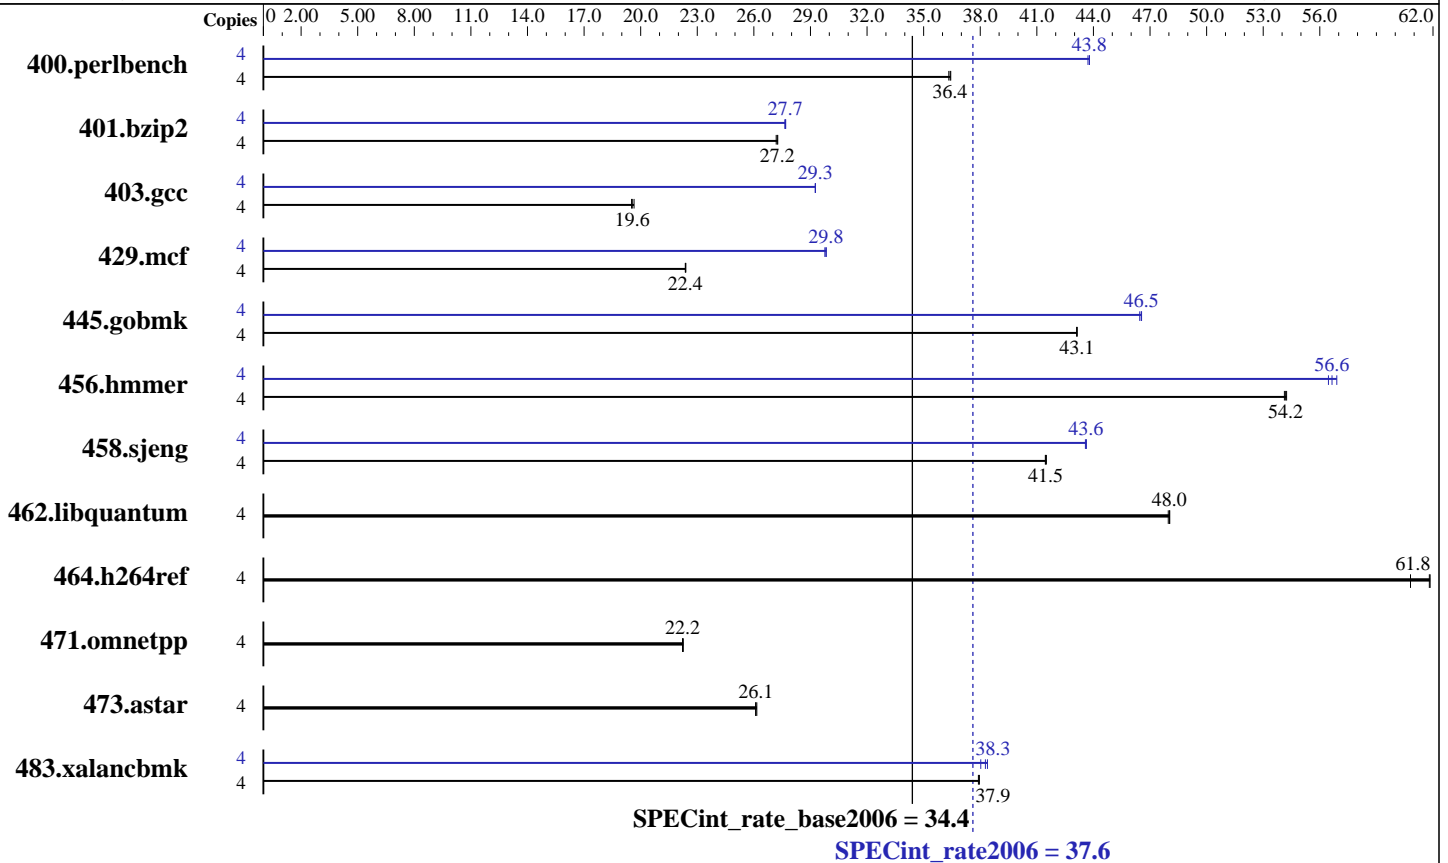 Copies 0 2.00 5.00 8.00 11.0 14.0 17.0 20.0 23.0 26.0 29.0 32.0 35.0 38.0 41.0 44.0 47.0 50.0 53.0 56.0 62.0
400.perlbench 4 43.8
4 36.4
401.bzip2 4 27.7
4 27.2
403.gcc 4 29.3
4 19.6
429.mcf 4 29.8
4 22.4
445.gobmk 4 46.5
4 43.1
456.hmmer 4 56.6
4 54.2
458.sjeng 4 43.6
4 41.5
462.libquantum 4 48.0
464.h264ref 4 61.8
471.omnetpp 4 22.2
473.astar 4 26.1
483.xalancbmk 4 38.3
4 37.9
SPECint_rate_base2006 = 34.4
SPECint_rate2006 = 37.6